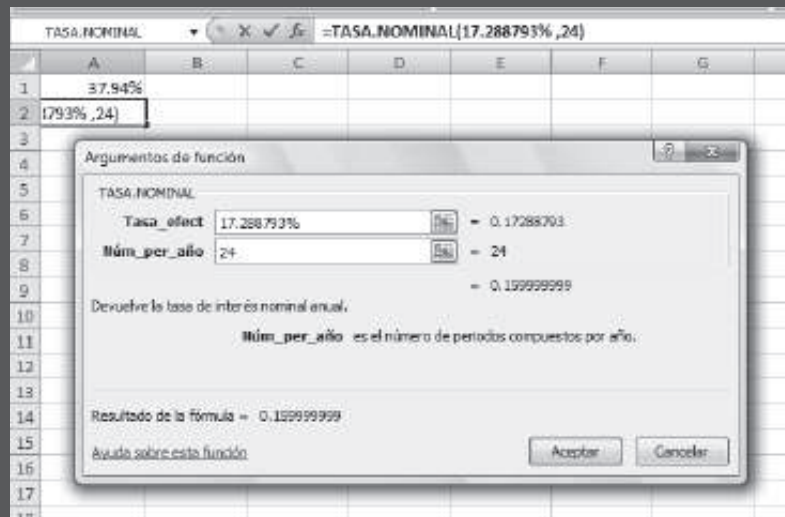 TASA.NOMINAL =TASA.NOMINAL(17.288793% ,24)
A B C D E F G
1 37.94%
2 1793% ,24)
3
4
5
6
7
8
9
10
11
12
13
14
15
16
17
Argumentos de función
TASA.NOMINAL
Tasa_efect 17.288793% = 0.17288793
Núm_per_año 24 = 24
= 0.159999999
Devuelve la tasa de interés nominal anual.
Núm_per_año es el número de periodos compuestos por año.
Resultado de la fórmula = 0.159999999
Ayuda sobre esta función
Aceptar Cancelar